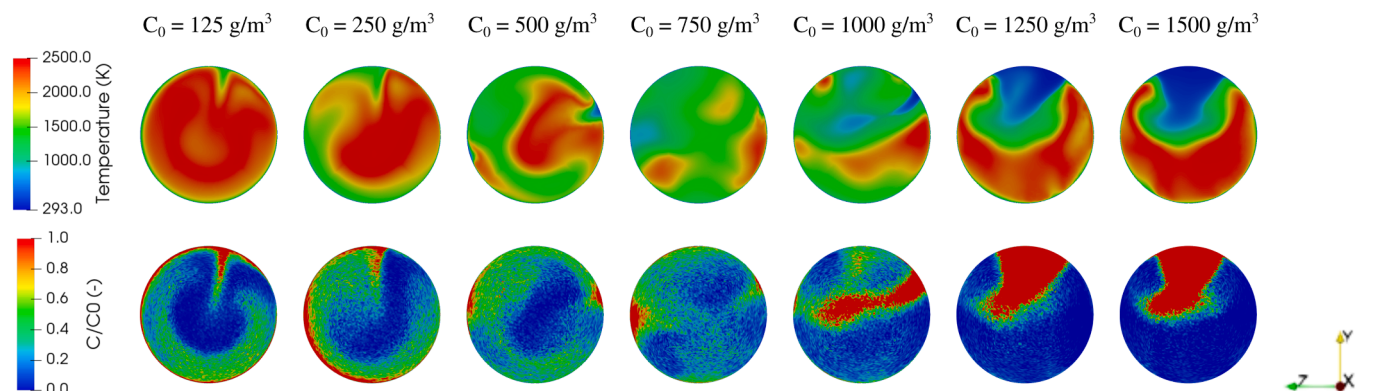 C₀ = 125 g/m³ C₀ = 250 g/m³ C₀ = 500 g/m³ C₀ = 750 g/m³ C₀ = 1000 g/m³ C₀ = 1250 g/m³ C₀ = 1500 g/m³
2500.0
2000.0
1500.0
1000.0
293.0
Temperature (K)
1.0
0.8
0.6
0.4
0.2
0.0
C/C0 (-)
Y
Z
X